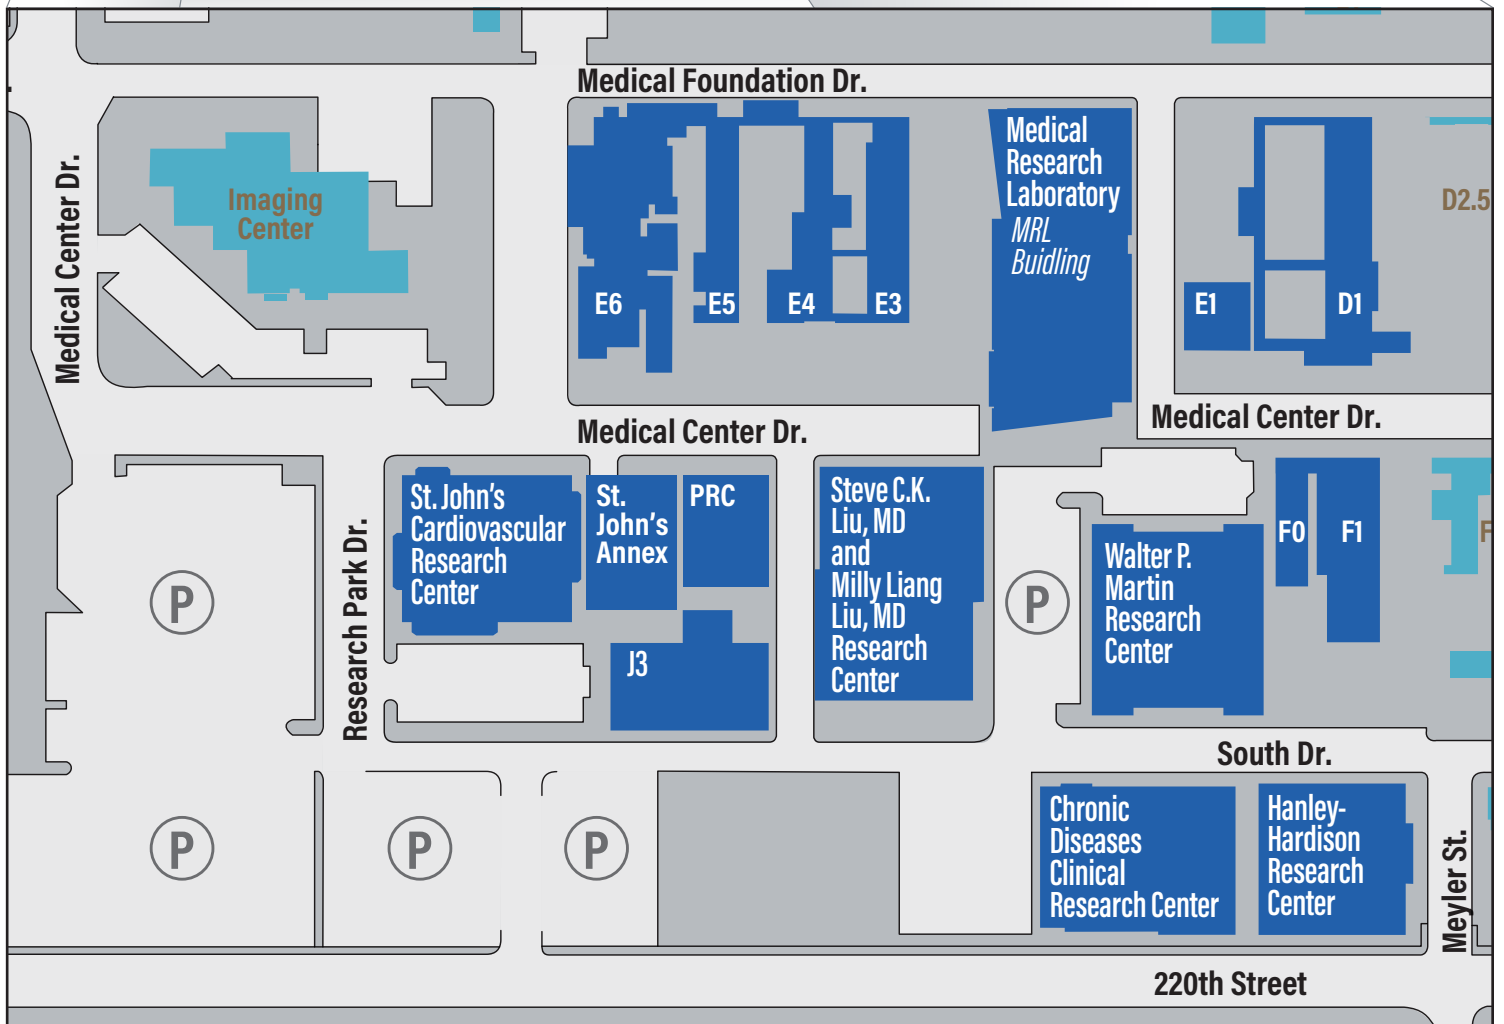 Medical Foundation Dr.
.
Medical Center Dr.
Imaging
Center
E6
E5
E4
E3
Medical
Research
Laboratory
MRL
Buidling
E1
D1
D2.5
Medical Center Dr.
Medical Center Dr.
Research Park Dr.
St. John's
Cardiovascular
Research
Center
St.
John's
Annex
PRC
J3
Steve C.K.
Liu, MD
and
Milly Liang
Liu, MD
Research
Center
P
P
Walter P.
Martin
Research
Center
F0
F1
F
South Dr.
P
P
P
Chronic
Diseases
Clinical
Research Center
Hanley-
Hardison
Research
Center
Meyler St.
220th Street